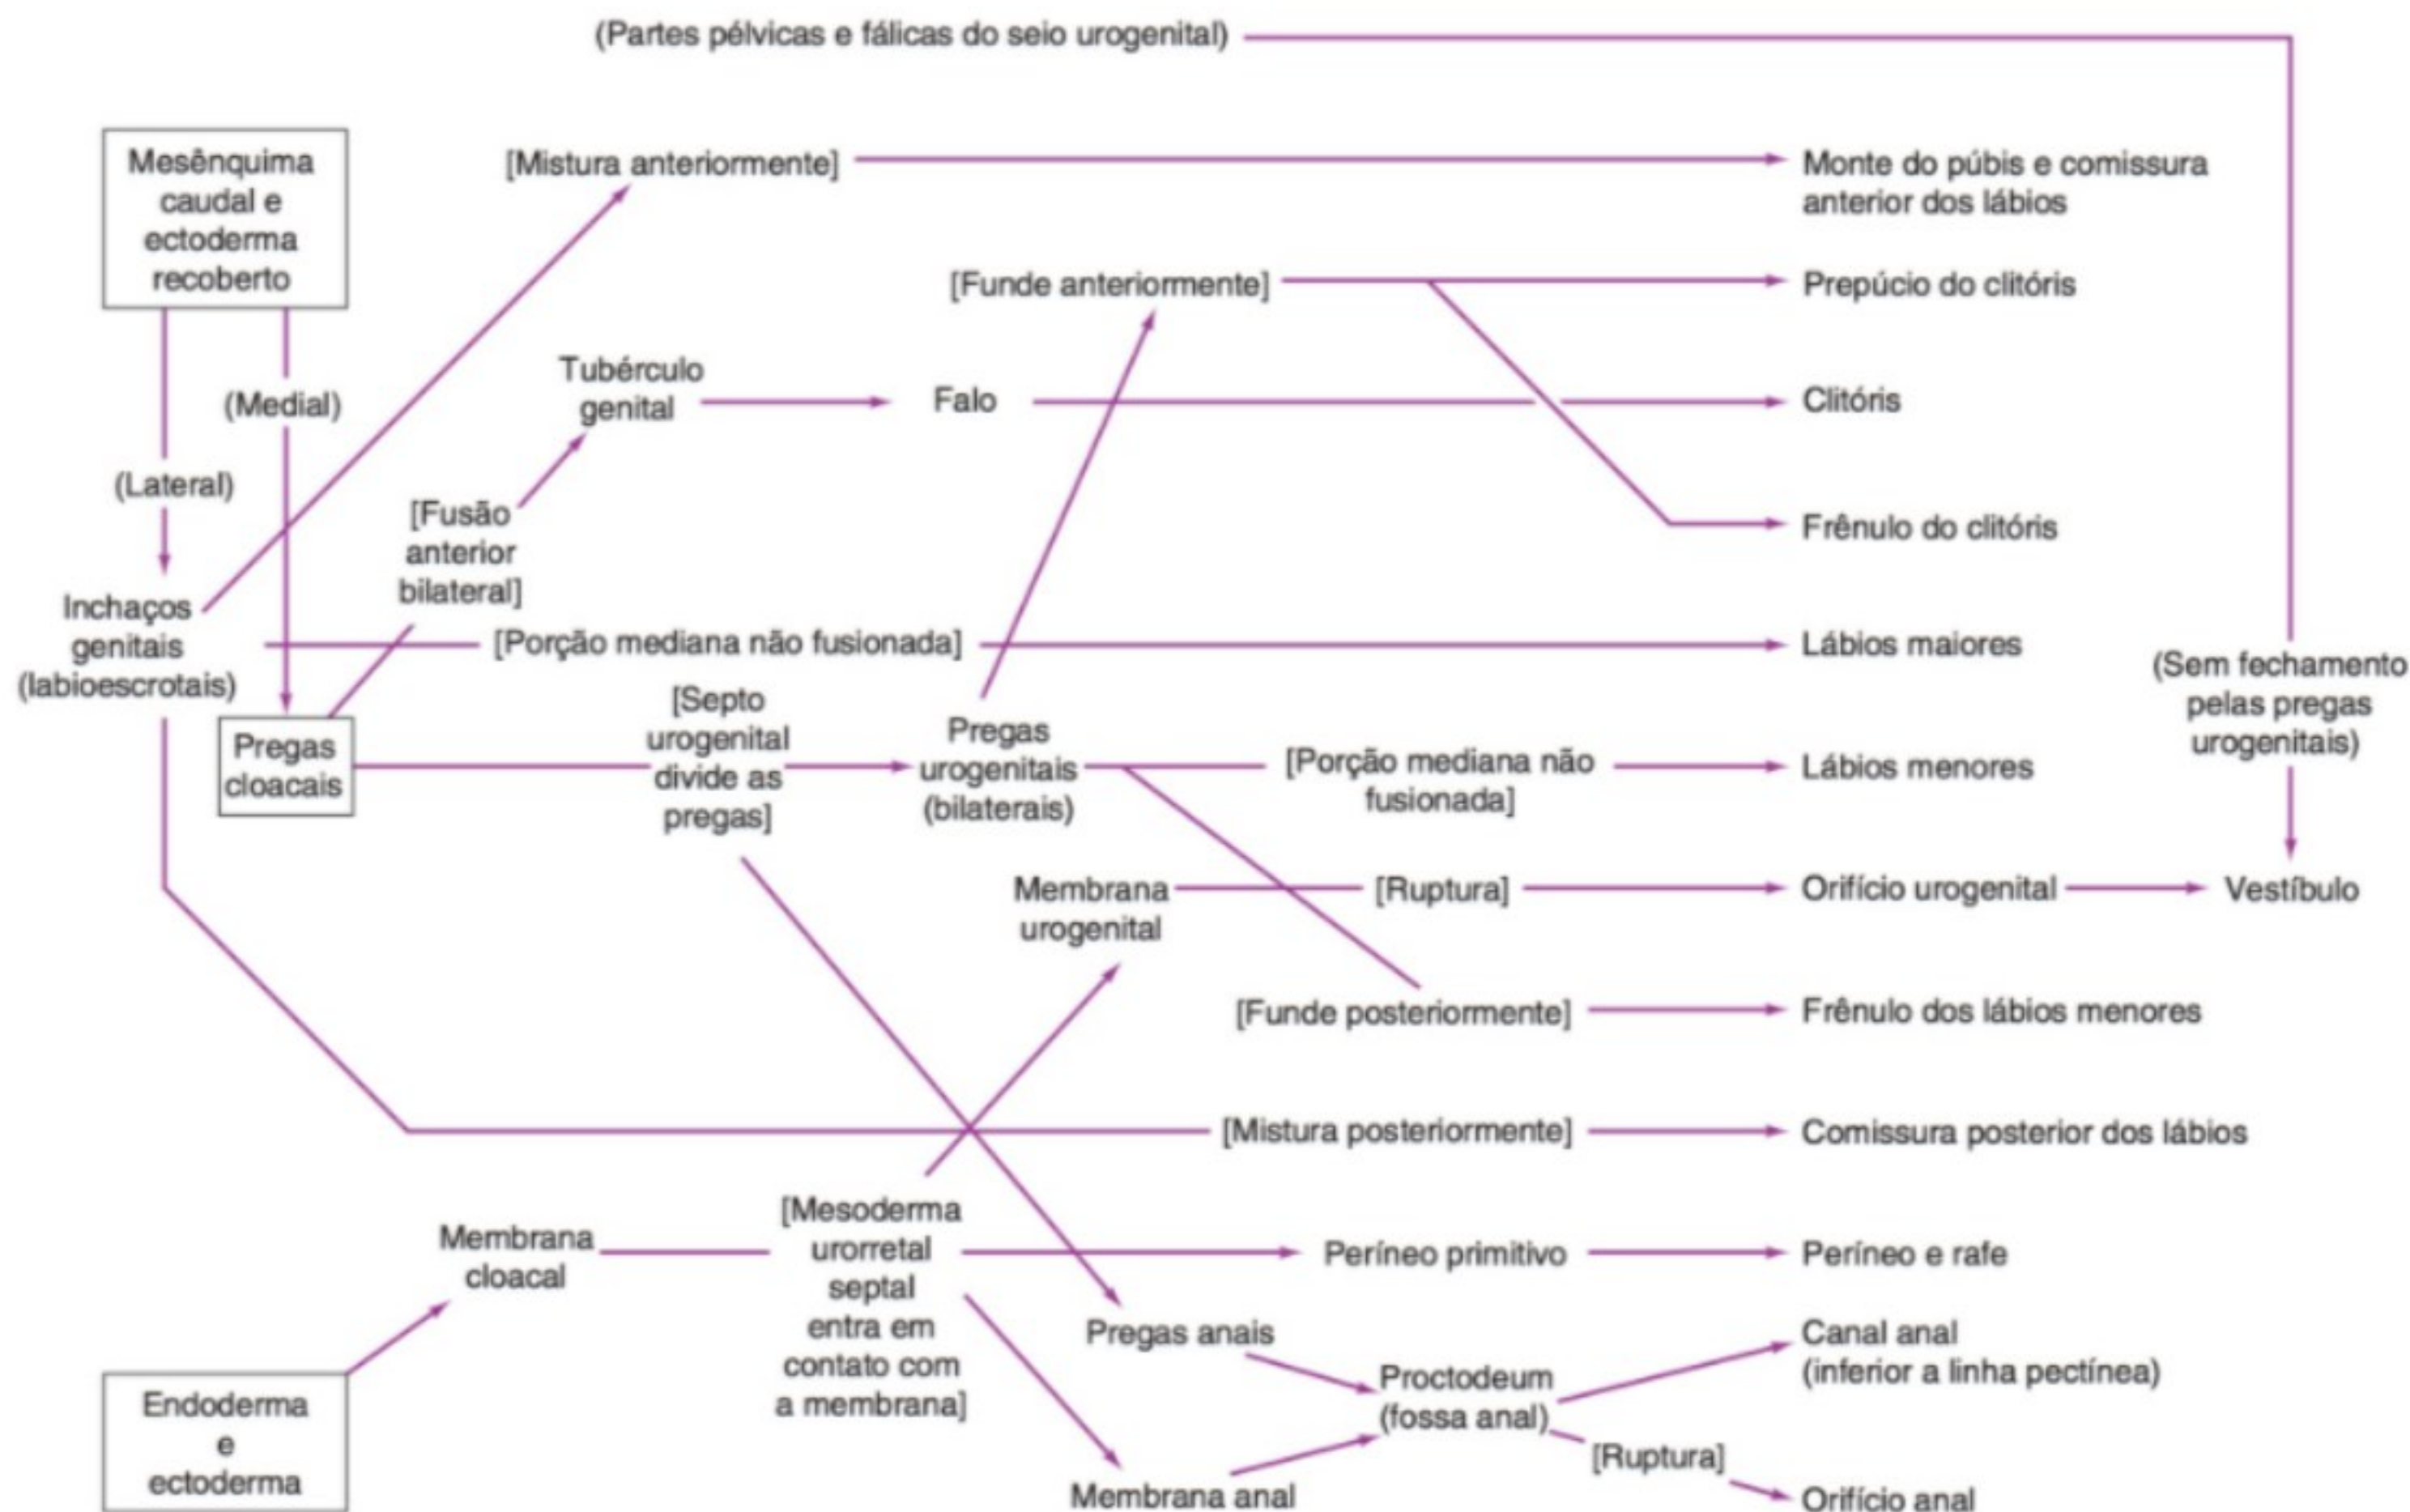 (Partes pélvicas e fálicas do seio urogenital)
Mesênquima
caudal e
ectoderma
recoberto
[Mistura anteriormente]
Monte do púbis e comissura
anterior dos lábios
[Funde anteriormente]
Prepúcio do clitóris
(Medial)
Tubérculo
genital
Falo
Clitóris
(Lateral)
[Fusão
anterior
bilateral]
Frênulo do clitóris
Inchaços
genitais
(labioescrotais)
[Porção mediana não fusionada]
Lábios maiores
(Sem fechamento
pelas pregas
urogenitais)
Pregas
cloacais
[Septo
urogenital
divide as
pregas]
Pregas
urogenitais
(bilaterais)
[Porção mediana não
fusionada]
Lábios menores
Membrana
urogenital
[Ruptura]
Orifício urogenital
Vestíbulo
[Funde posteriormente]
Frênulo dos lábios menores
[Mistura posteriormente]
Comissura posterior dos lábios
Membrana
cloacal
[Mesoderma
urorretal
septal
entra em
contato com
a membrana]
Períneo primitivo
Períneo e rafe
Pregas anais
Canal anal
(inferior a linha pectínea)
Proctodeum
(fossa anal)
Endoderma
e
ectoderma
[Ruptura]
Membrana anal
Orifício anal